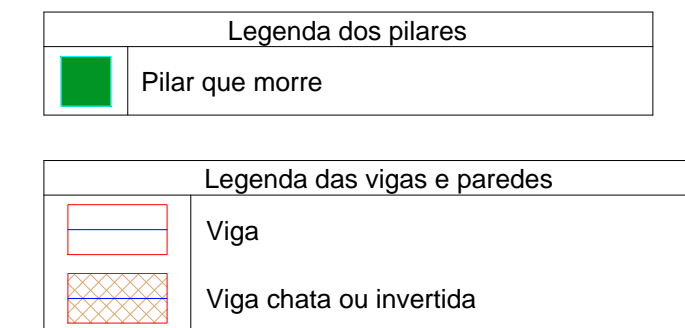 Legenda dos pilares
Pilar que morre
Legenda das vigas e paredes
Viga
Viga chata ou invertida